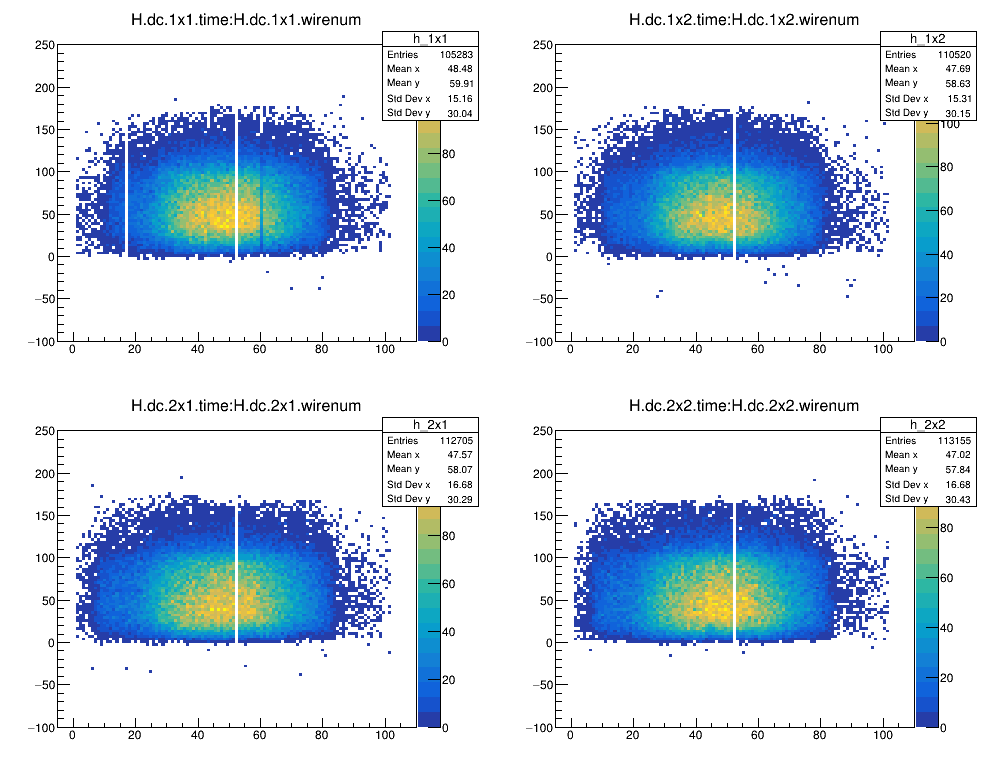 H.dc.1x1.time:H.dc.1x1.wirenum
h_1x1
Entries 105283
Mean x 48.48
Mean y 59.91
Std Dev x 15.16
Std Dev y 30.04
250
200
150
100
50
0
−50
−100
0 20 40 60 80 100
80
60
40
20
0
H.dc.1x2.time:H.dc.1x2.wirenum
h_1x2
Entries 110520
Mean x 47.69
Mean y 58.63
Std Dev x 15.31
Std Dev y 30.15
250
200
150
100
50
0
−50
−100
0 20 40 60 80 100
100
80
60
40
20
0
H.dc.2x1.time:H.dc.2x1.wirenum
h_2x1
Entries 112705
Mean x 47.57
Mean y 58.07
Std Dev x 16.68
Std Dev y 30.29
250
200
150
100
50
0
−50
−100
0 20 40 60 80 100
80
60
40
20
0
H.dc.2x2.time:H.dc.2x2.wirenum
h_2x2
Entries 113155
Mean x 47.02
Mean y 57.84
Std Dev x 16.68
Std Dev y 30.43
250
200
150
100
50
0
−50
−100
0 20 40 60 80 100
80
60
40
20
0